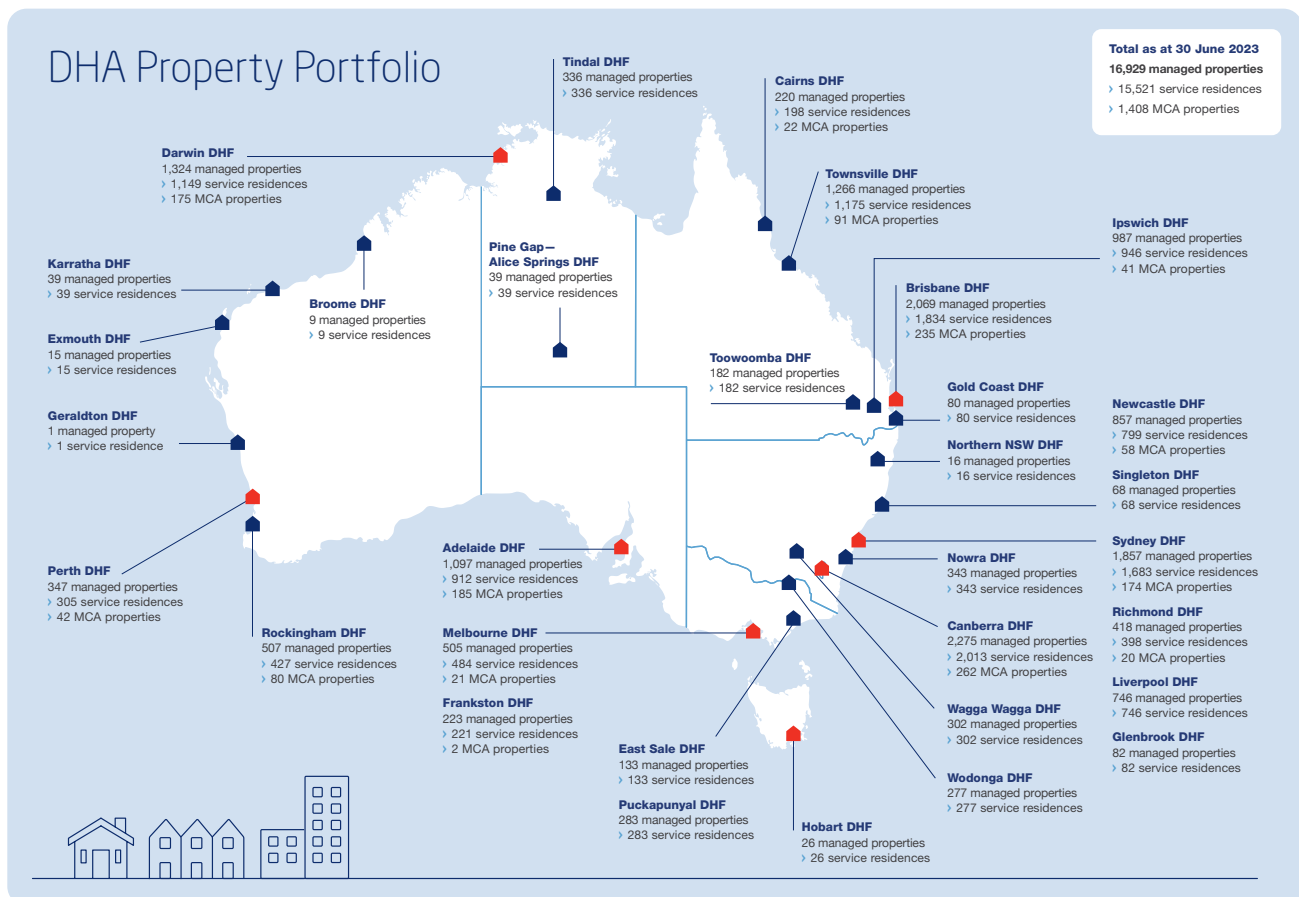 DHA Property Portfolio
Total as at 30 June 2023
16,929 managed properties
› 15,521 service residences
› 1,408 MCA properties
Tindal DHF
336 managed properties
› 336 service residences
Cairns DHF
220 managed properties
› 198 service residences
› 22 MCA properties
Darwin DHF
1,324 managed properties
› 1,149 service residences
› 175 MCA properties
Townsville DHF
1,266 managed properties
› 1,175 service residences
› 91 MCA properties
Ipswich DHF
987 managed properties
› 946 service residences
› 41 MCA properties
Pine Gap—
Alice Springs DHF
39 managed properties
› 39 service residences
Karratha DHF
39 managed properties
› 39 service residences
Broome DHF
9 managed properties
› 9 service residences
Brisbane DHF
2,069 managed properties
› 1,834 service residences
› 235 MCA properties
Exmouth DHF
15 managed properties
› 15 service residences
Toowoomba DHF
182 managed properties
› 182 service residences
Gold Coast DHF
80 managed properties
› 80 service residences
Newcastle DHF
857 managed properties
› 799 service residences
› 58 MCA properties
Geraldton DHF
1 managed property
› 1 service residence
Northern NSW DHF
16 managed properties
› 16 service residences
Singleton DHF
68 managed properties
› 68 service residences
Adelaide DHF
1,097 managed properties
› 912 service residences
› 185 MCA properties
Nowra DHF
343 managed properties
› 343 service residences
Sydney DHF
1,857 managed properties
› 1,683 service residences
› 174 MCA properties
Perth DHF
347 managed properties
› 305 service residences
› 42 MCA properties
Richmond DHF
418 managed properties
› 398 service residences
› 20 MCA properties
Rockingham DHF
507 managed properties
› 427 service residences
› 80 MCA properties
Melbourne DHF
505 managed properties
› 484 service residences
› 21 MCA properties
Canberra DHF
2,275 managed properties
› 2,013 service residences
› 262 MCA properties
Liverpool DHF
746 managed properties
› 746 service residences
Frankston DHF
223 managed properties
› 221 service residences
› 2 MCA properties
Wagga Wagga DHF
302 managed properties
› 302 service residences
Glenbrook DHF
82 managed properties
› 82 service residences
East Sale DHF
133 managed properties
› 133 service residences
Wodonga DHF
277 managed properties
› 277 service residences
Puckapunyal DHF
283 managed properties
› 283 service residences
Hobart DHF
26 managed properties
› 26 service residences